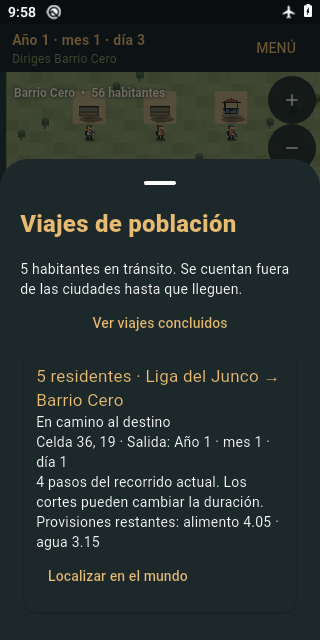 9:58
Año 1 · mes 1 · día 3
Diriges Barrio Cero
MENÚ
Barrio Cero • 56 habitantes
Viajes de población
5 habitantes en tránsito. Se cuentan fuera
de las ciudades hasta que lleguen.
Ver viajes concluidos
5 residentes · Liga del Junco →
Barrio Cero
En camino al destino
Celda 36, 19 · Salida: Año 1 · mes 1 ·
día 1
4 pasos del recorrido actual. Los
cortes pueden cambiar la duración.
Provisiones restantes: alimento 4.05 ·
agua 3.15
Localizar en el mundo